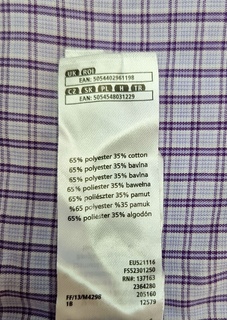 UK ROI
EAN: 5054402961198
CZ SK PL H TR
EAN: 5054548031229
65% polyester 35% cotton
65% polyester 35% bavlna
65% polyester 35% bavlna
65% poliester 35% bawełna
65% poliészter 35% pamut
%65 polyester %35 pamuk
65% poliéster 35% algodón
EU521116
F552301250
RN#: 137163
2364280
FF/13/M4296 205160
18 12579